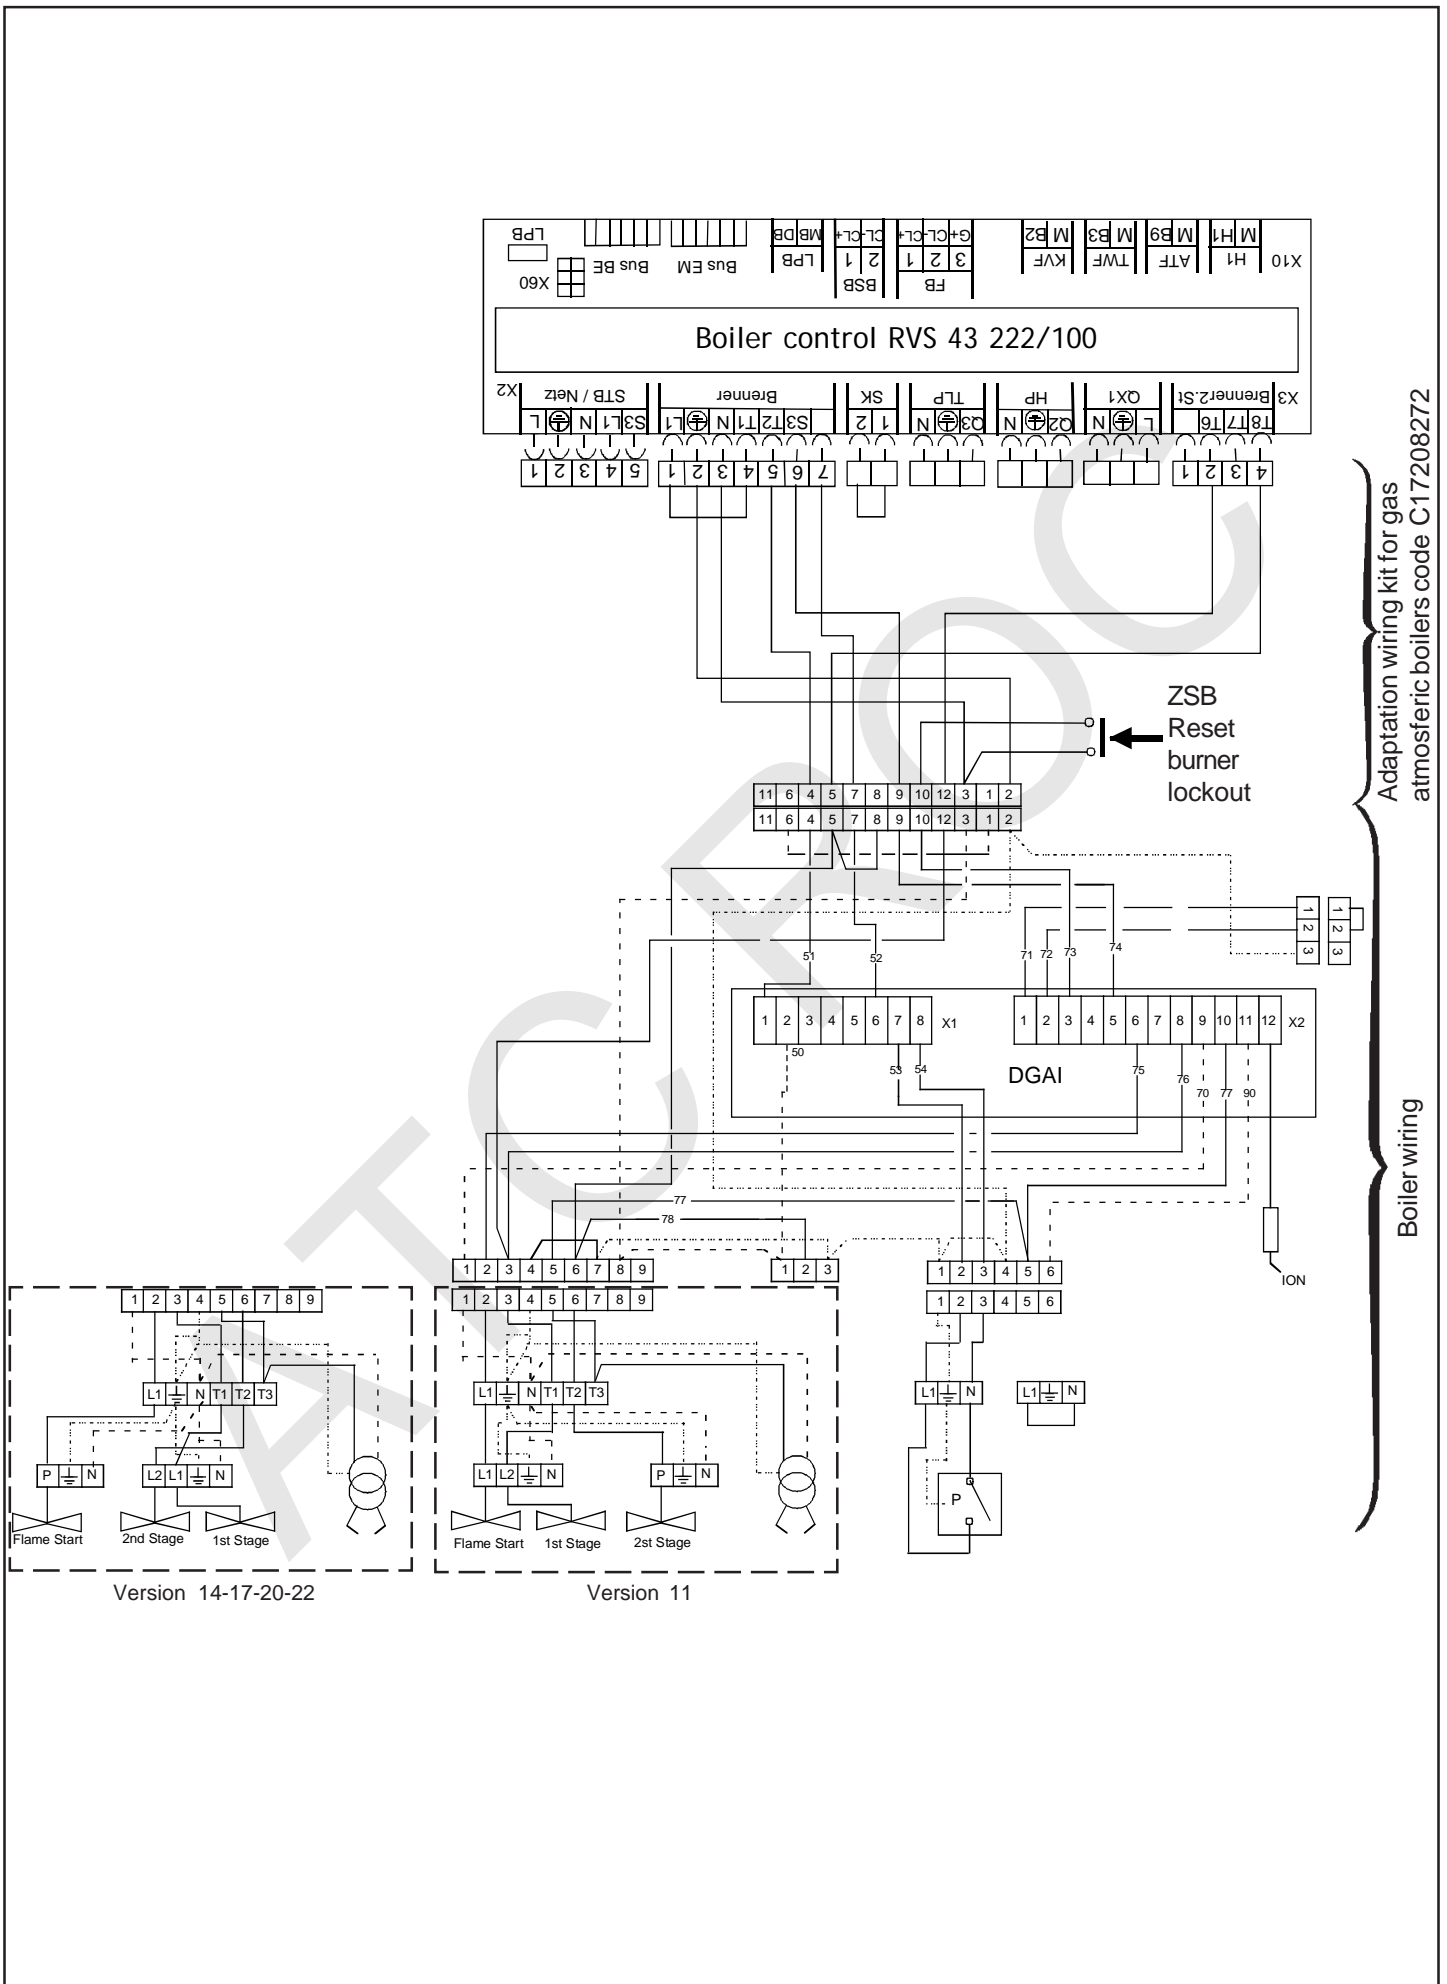 LPB
X60
Bus BE
Bus EM
MB DB
LPB
CL- CL+
2 1
BSB
G+ CL- CL+
1 2 3
FB
M B2
KVF
M B3
TWF
M B9
ATF
M H1
H1
X10
Boiler control RVS 43 222/100
X2
STB / Netz
L N L1 S3
Brenner
L1 N T1 T2 S3
SK
2 1
TLP
N Q3
HP
N Q2
QX1
N L
Brenner2.St
T6 T7 T8
X3
1 2 3 4 5
1 2 3 4 5 6 7
1 2 3 4
Adaptation wiring kit for gas
atmosferic boilers code C17208272
ZSB
Reset
burner
lockout
11 6 4 5 7 8 9 10 12 3 1 2
11 6 4 5 7 8 9 10 12 3 1 2
1 2 3
1 2 3
51 52 71 72 73 74
1 2 3 4 5 6 7 8 X1
1 2 3 4 5 6 7 8 9 10 11 12 X2
50 53 54 DGAI 75 76 70 77 90
Boiler wiring
77
78
1 2 3 4 5 6 7 8 9
1 2 3
1 2 3 4 5 6
ION
1 2 3 4 5 6 7 8 9
1 2 3 4 5 6 7 8 9
1 2 3 4 5 6
L1 N T1 T2 T3
L1 N T1 T2 T3
L1 N
L1 N
P N
L2 L1 N
L1 L2 N
P N
P
Flame Start
2nd Stage
1st Stage
Flame Start
1st Stage
2st Stage
Version 14-17-20-22
Version 11
ATC ROC